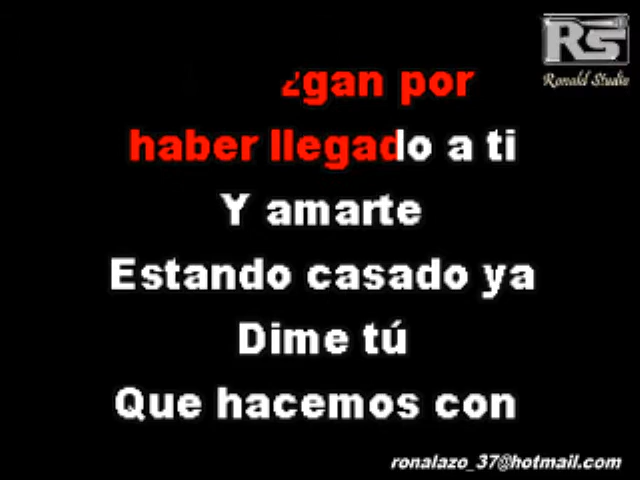 RS
Ronald Studio
zgan por
haber llegado a ti
Y amarte
Estando casado ya
Dime tú
Que hacemos con
ronalazo_37@hotmail.com